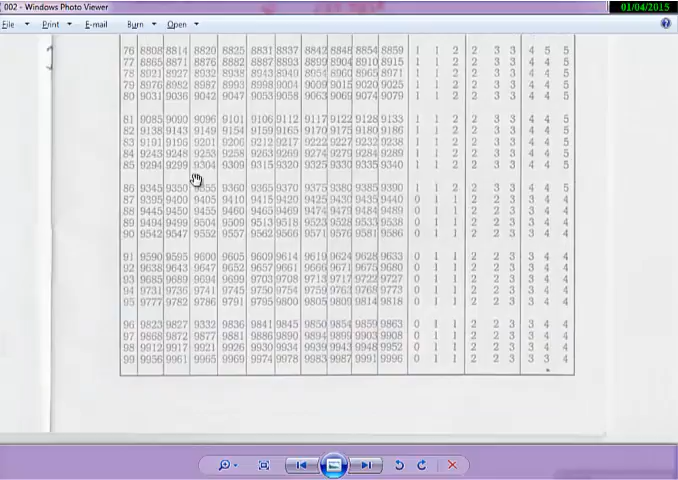 002 - Windows Photo Viewer
01/04/2015
File Print E-mail Burn Open
76 8808 8814 8820 8825 8831 8837 8842 8848 8854 8859 1 1 2 2 3 3 4 5 5
77 8865 8871 8876 8882 8887 8893 8899 8904 8910 8915 1 1 2 2 3 3 4 4 5
78 8921 8927 8932 8938 8943 8949 8954 8960 8965 8971 1 1 2 2 3 3 4 4 5
79 8976 8982 8987 8993 8998 9004 9009 9015 9020 9025 1 1 2 2 3 3 4 4 5
80 9031 9036 9042 9047 9053 9058 9063 9069 9074 9079 1 1 2 2 3 3 4 4 5
81 9085 9090 9096 9101 9106 9112 9117 9122 9128 9133 1 1 2 2 3 3 4 4 5
82 9138 9143 9149 9154 9159 9165 9170 9175 9180 9186 1 1 2 2 3 3 4 4 5
83 9191 9196 9201 9206 9212 9217 9222 9227 9232 9238 1 1 2 2 3 3 4 4 5
84 9243 9248 9253 9258 9263 9269 9274 9279 9284 9289 1 1 2 2 3 3 4 4 5
85 9294 9299 9304 9309 9315 9320 9325 9330 9335 9340 1 1 2 2 3 3 4 4 5
86 9345 9350 9360 9365 9370 9375 9380 9385 9390 1 1 2 2 3 3 4 4 5
87 9395 9400 9405 9410 9415 9420 9425 9430 9435 9440 0 1 1 2 2 3 3 4 4
88 9445 9450 9455 9460 9465 9469 9474 9479 9484 9489 0 1 1 2 2 3 3 4 4
89 9494 9499 9504 9509 9513 9518 9523 9528 9533 9538 0 1 1 2 2 3 3 4 4
90 9542 9547 9552 9557 9562 9566 9571 9576 9581 9586 0 1 1 2 2 3 3 4 4
91 9590 9595 9600 9605 9609 9614 9619 9624 9628 9633 0 1 1 2 2 3 3 4 4
92 9638 9643 9647 9652 9657 9661 9666 9671 9675 9680 0 1 1 2 2 3 3 4 4
93 9685 9689 9694 9699 9703 9708 9713 9717 9722 9727 0 1 1 2 2 3 3 4 4
94 9731 9736 9741 9745 9750 9754 9759 9763 9768 9773 0 1 1 2 2 3 3 4 4
95 9777 9782 9786 9791 9795 9800 9805 9809 9814 9818 0 1 1 2 2 3 3 4 4
96 9823 9827 9332 9836 9841 9845 9850 9854 9859 9863 0 1 1 2 2 3 3 4 4
97 9868 9872 9877 9881 9886 9890 9894 9899 9903 9908 0 1 1 2 2 3 3 4 4
98 9912 9917 9921 9926 9930 9934 9939 9943 9948 9952 0 1 1 2 2 3 3 4 4
99 9956 9961 9965 9969 9974 9978 9983 9987 9991 9996 0 1 1 2 2 3 3 3 4